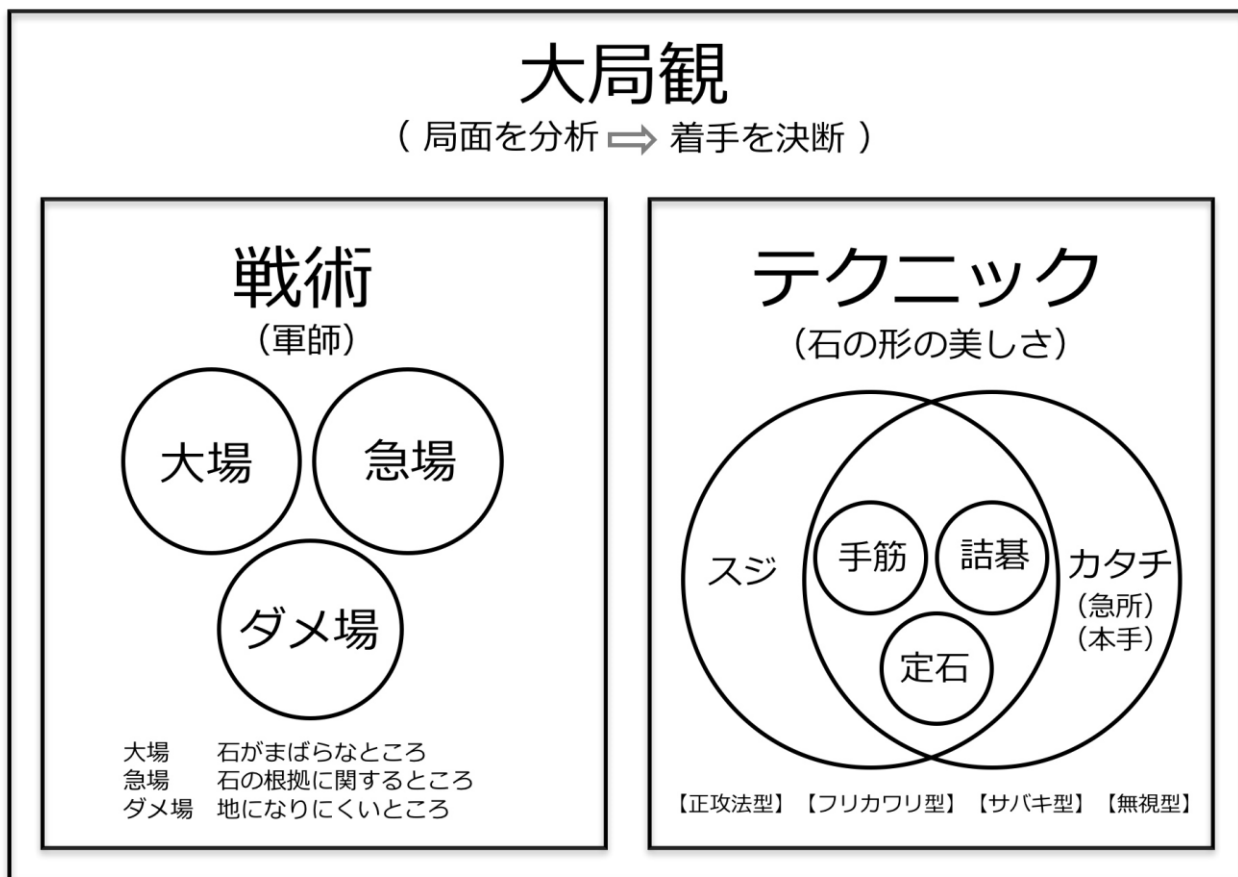 大局観
( 局面を分析 ⇨ 着手を決断 )
戦術
(軍師)
大場
急場
ダメ場
大場 石がまばらなところ
急場 石の根拠に関するところ
ダメ場 地になりにくいところ
テクニック
(石の形の美しさ)
スジ
手筋
詰碁
定石
カタチ
(急所)
(本手)
【正攻法型】【フリカワリ型】【サバキ型】【無視型】